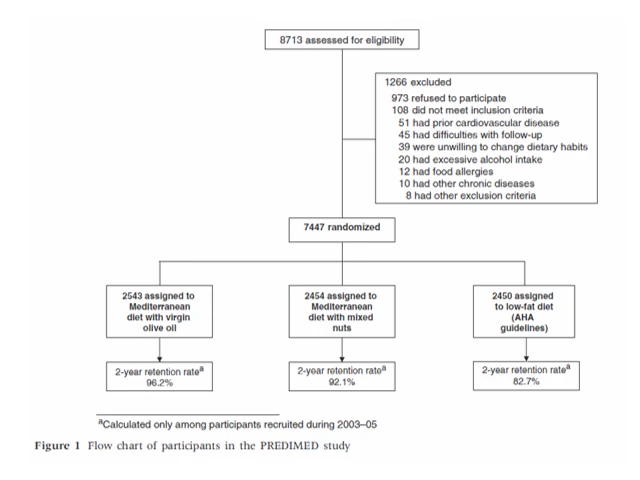 8713 assessed for eligibility
1266 excluded
973 refused to participate
108 did not meet inclusion criteria
51 had prior cardiovascular disease
45 had difficulties with follow-up
39 were unwilling to change dietary habits
20 had excessive alcohol intake
12 had food allergies
10 had other chronic diseases
8 had other exclusion criteria
7447 randomized
2543 assigned to
Mediterranean
diet with virgin
olive oil
2454 assigned to
Mediterranean
diet with mixed
nuts
2450 assigned
to low-fat diet
(AHA
guidelines)
2-year retention rateᵃ
96.2%
2-year retention rateᵃ
92.1%
2-year retention rateᵃ
82.7%
ᵃCalculated only among participants recruited during 2003–05
Figure 1 Flow chart of participants in the PREDIMED study